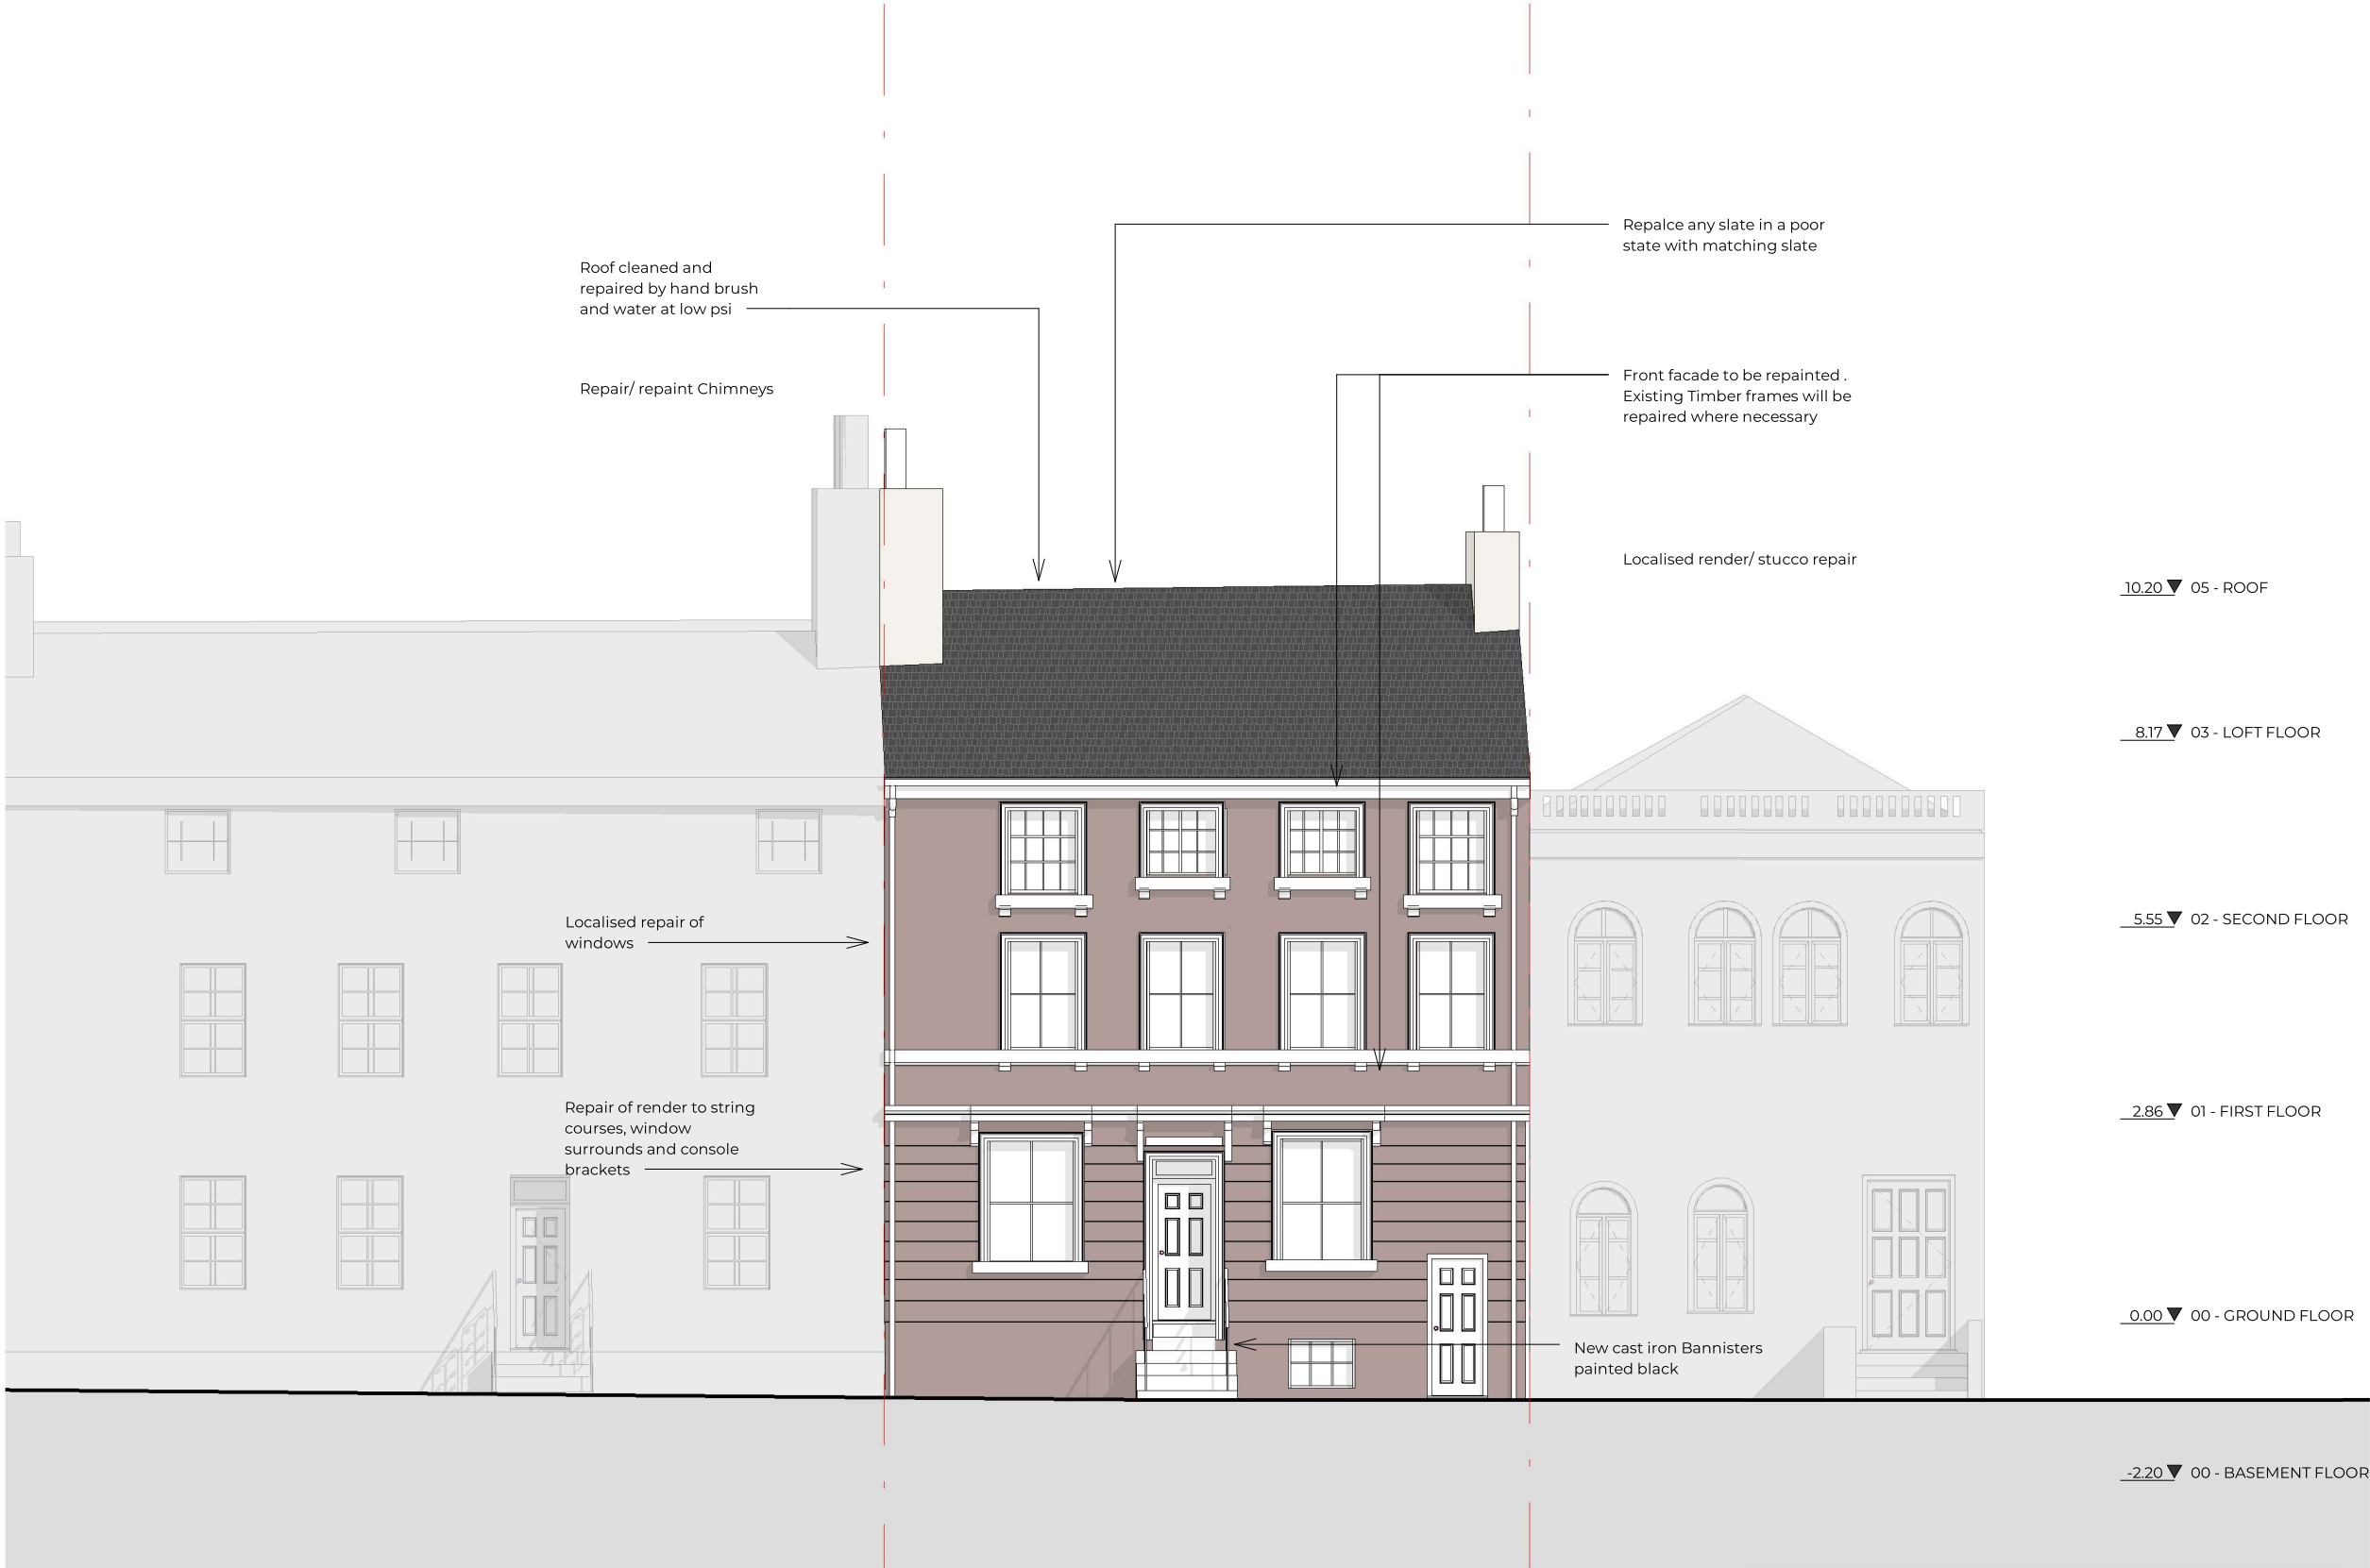 Repalce any slate in a poor
state with matching slate
Roof cleaned and
repaired by hand brush
and water at low psi
Repair/ repaint Chimneys
Front facade to be repainted .
Existing Timber frames will be
repaired where necessary
Localised render/ stucco repair
10.20 05 - ROOF
8.17 03 - LOFT FLOOR
Localised repair of
windows
5.55 02 - SECOND FLOOR
Repair of render to string
courses, window
surrounds and console
brackets
2.86 01 - FIRST FLOOR
0.00 00 - GROUND FLOOR
New cast iron Bannisters
painted black
-2.20 00 - BASEMENT FLOOR